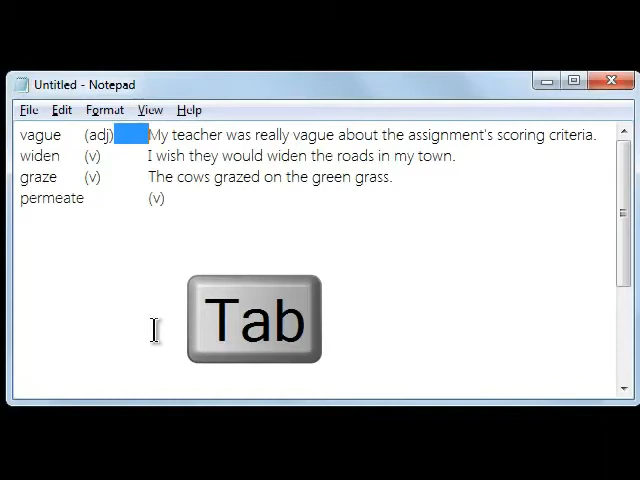 Untitled - Notepad
File Edit Format View Help
vague (adj) My teacher was really vague about the assignment's scoring criteria.
widen (v) I wish they would widen the roads in my town.
graze (v) The cows grazed on the green grass.
permeate (v)
Tab